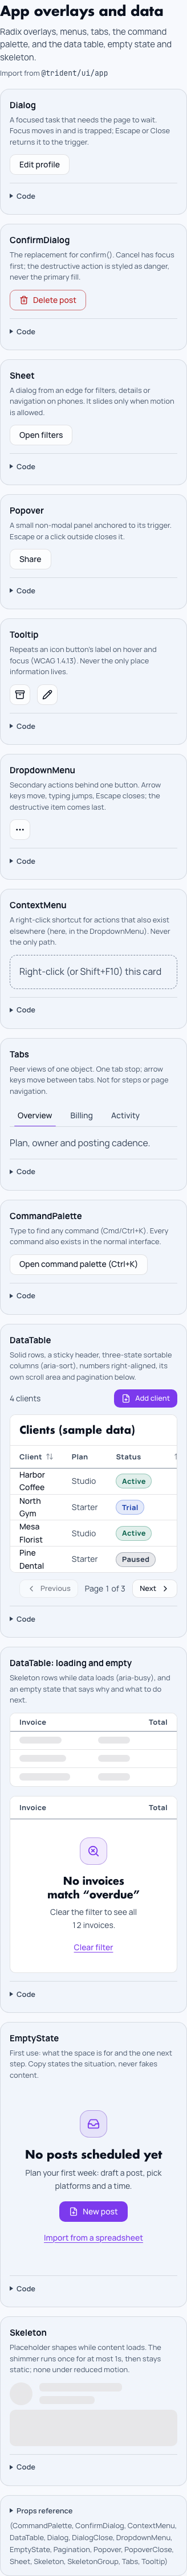 App overlays and data
Radix overlays, menus, tabs, the command
palette, and the data table, empty state and
skeleton.
Import from @trident/ui/app
Dialog
A focused task that needs the page to wait.
Focus moves in and is trapped; Escape or Close
returns it to the trigger.
Edit profile
Code
ConfirmDialog
The replacement for confirm(). Cancel has focus
first; the destructive action is styled as danger,
never the primary fill.
Delete post
Code
Sheet
A dialog from an edge for filters, details or
navigation on phones. It slides only when motion
is allowed.
Open filters
Code
Popover
A small non-modal panel anchored to its trigger.
Escape or a click outside closes it.
Share
Code
Tooltip
Repeats an icon button's label on hover and
focus (WCAG 1.4.13). Never the only place
information lives.
Code
DropdownMenu
Secondary actions behind one button. Arrow
keys move, typing jumps, Escape closes; the
destructive item comes last.
Code
ContextMenu
A right-click shortcut for actions that also exist
elsewhere (here, in the DropdownMenu). Never
the only path.
Right-click (or Shift+F10) this card
Code
Tabs
Peer views of one object. One tab stop; arrow
keys move between tabs. Not for steps or page
navigation.
Overview Billing Activity
Plan, owner and posting cadence.
Code
CommandPalette
Type to find any command (Cmd/Ctrl+K). Every
command also exists in the normal interface.
Open command palette (Ctrl+K)
Code
DataTable
Solid rows, a sticky header, three-state sortable
columns (aria-sort), numbers right-aligned, its
own scroll area and pagination below.
4 clients Add client
Clients (sample data)
Client Plan Status
Harbor
Coffee Studio Active
North
Gym Starter Trial
Mesa
Florist Studio Active
Pine
Dental Starter Paused
Previous Page 1 of 3 Next
Code
DataTable: loading and empty
Skeleton rows while data loads (aria-busy), and
an empty state that says why and what to do
next.
Invoice Total
Invoice Total
No invoices
match “overdue”
Clear the filter to see all
12 invoices.
Clear filter
Code
EmptyState
First use: what the space is for and the one next
step. Copy states the situation, never fakes
content.
No posts scheduled yet
Plan your first week: draft a post, pick
platforms and a time.
New post
Import from a spreadsheet
Code
Skeleton
Placeholder shapes while content loads. The
shimmer runs once for at most 1s, then stays
static; none under reduced motion.
Code
Props reference
(CommandPalette, ConfirmDialog, ContextMenu,
DataTable, Dialog, DialogClose, DropdownMenu,
EmptyState, Pagination, Popover, PopoverClose,
Sheet, Skeleton, SkeletonGroup, Tabs, Tooltip)